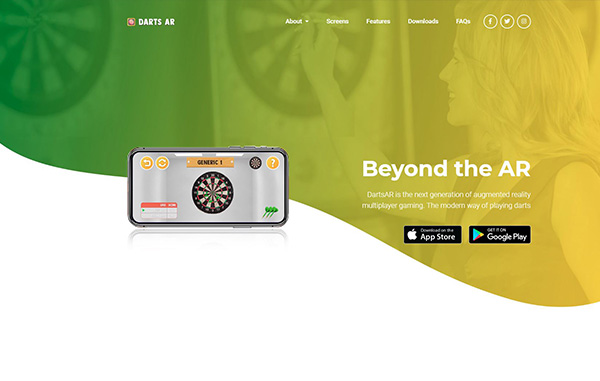 DARTS AR
About
Screens
Features
Downloads
FAQs
GENERIC 1
?
Beyond the AR
DartsAR is the next generation of augmented reality
multiplayer gaming. The modern way of playing darts
Download on the
App Store
GET IT ON
Google Play